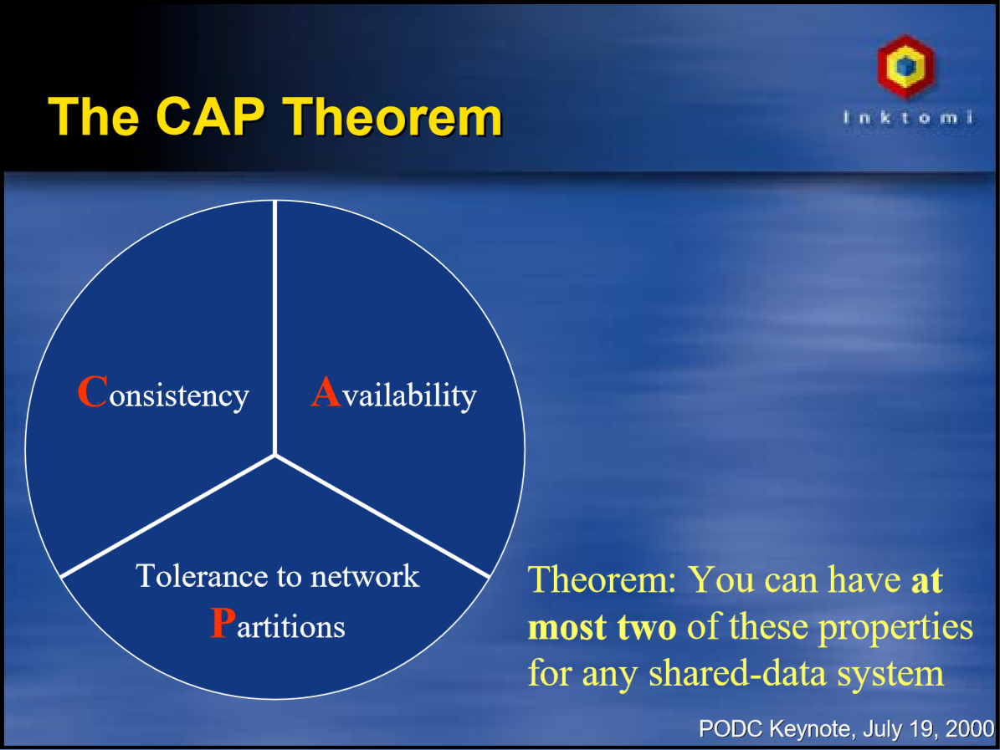 The CAP Theorem
Inktomi
Consistency
Availability
Tolerance to network
Partitions
Theorem: You can have at
most two of these properties
for any shared-data system
PODC Keynote, July 19, 2000